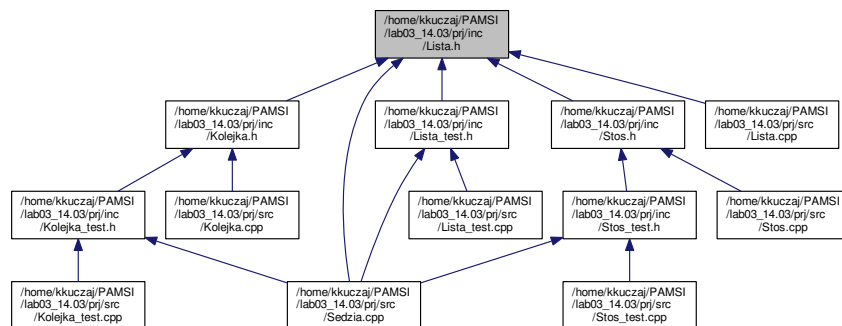 /home/kkuczaj/PAMSI
/lab03_14.03/prj/inc
/Lista.h
/home/kkuczaj/PAMSI
/lab03_14.03/prj/inc
/Kolejka.h
/home/kkuczaj/PAMSI
/lab03_14.03/prj/inc
/Lista_test.h
/home/kkuczaj/PAMSI
/lab03_14.03/prj/inc
/Stos.h
/home/kkuczaj/PAMSI
/lab03_14.03/prj/src
/Lista.cpp
/home/kkuczaj/PAMSI
/lab03_14.03/prj/inc
/Kolejka_test.h
/home/kkuczaj/PAMSI
/lab03_14.03/prj/src
/Kolejka.cpp
/home/kkuczaj/PAMSI
/lab03_14.03/prj/src
/Lista_test.cpp
/home/kkuczaj/PAMSI
/lab03_14.03/prj/inc
/Stos_test.h
/home/kkuczaj/PAMSI
/lab03_14.03/prj/src
/Stos.cpp
/home/kkuczaj/PAMSI
/lab03_14.03/prj/src
/Kolejka_test.cpp
/home/kkuczaj/PAMSI
/lab03_14.03/prj/src
/Sedzia.cpp
/home/kkuczaj/PAMSI
/lab03_14.03/prj/src
/Stos_test.cpp